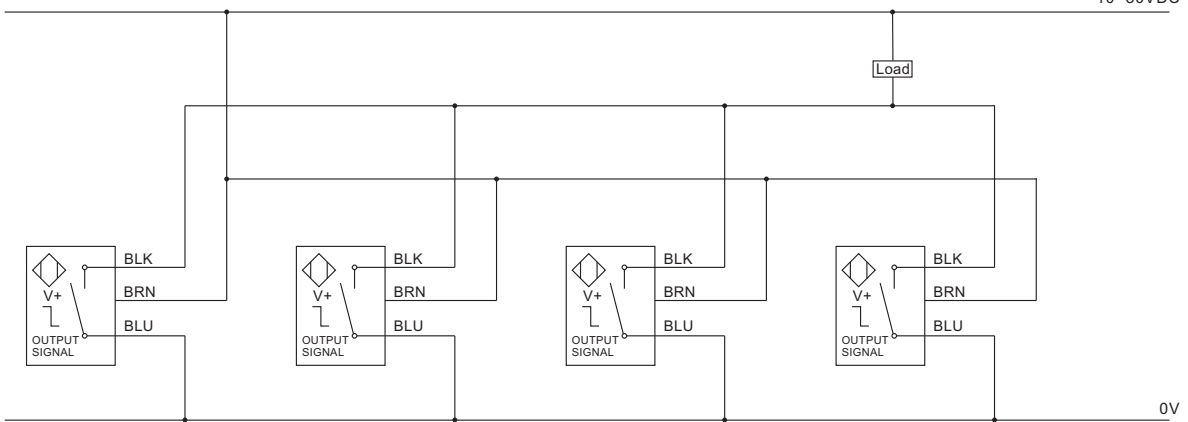 Load
BLK
BRN
BLU
V+
OUTPUT
SIGNAL
BLK
BRN
BLU
V+
OUTPUT
SIGNAL
BLK
BRN
BLU
V+
OUTPUT
SIGNAL
BLK
BRN
BLU
V+
OUTPUT
SIGNAL
0V